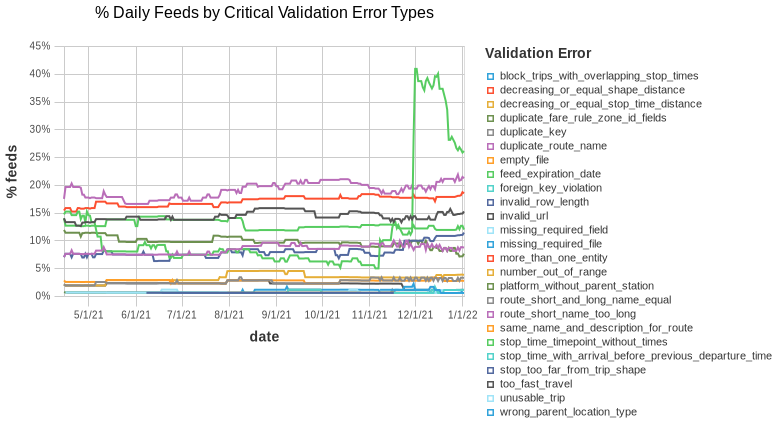 % Daily Feeds by Critical Validation Error Types
45%
40%
35%
30%
25%
20%
15%
10%
5%
0%
% feeds
5/1/21 6/1/21 7/1/21 8/1/21 9/1/21 10/1/21 11/1/21 12/1/21 1/1/22
date
Validation Error
block_trips_with_overlapping_stop_times
decreasing_or_equal_shape_distance
decreasing_or_equal_stop_time_distance
duplicate_fare_rule_zone_id_fields
duplicate_key
duplicate_route_name
empty_file
feed_expiration_date
foreign_key_violation
invalid_row_length
invalid_url
missing_required_field
missing_required_file
more_than_one_entity
number_out_of_range
platform_without_parent_station
route_short_and_long_name_equal
route_short_name_too_long
same_name_and_description_for_route
stop_time_timepoint_without_times
stop_time_with_arrival_before_previous_departure_time
stop_too_far_from_trip_shape
too_fast_travel
unusable_trip
wrong_parent_location_type